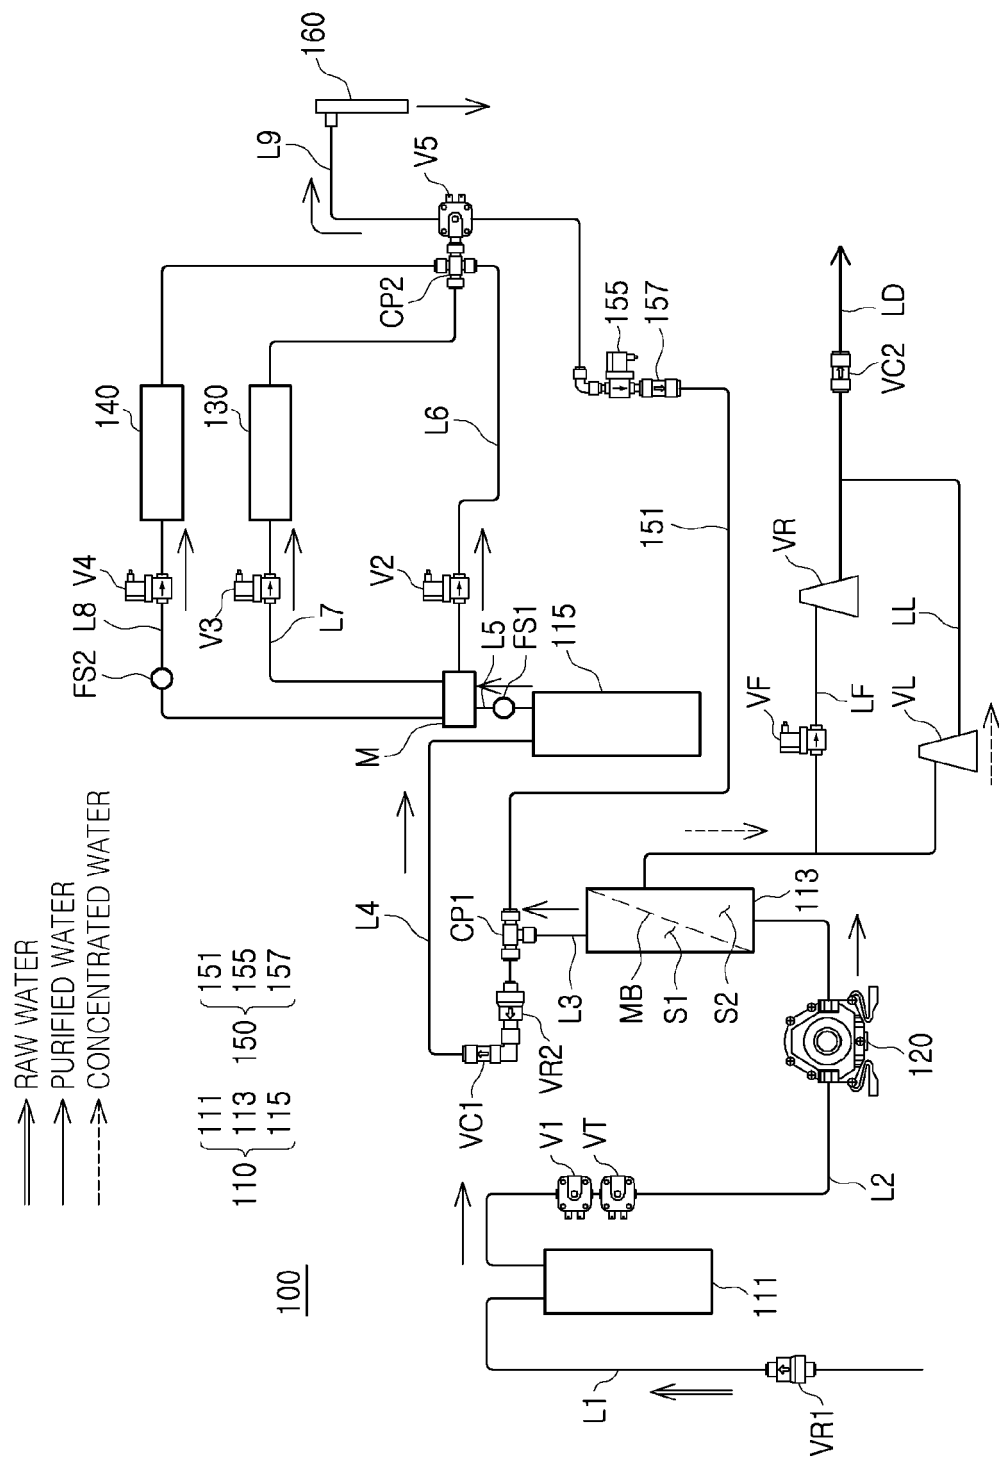 RAW WATER
PURIFIED WATER
CONCENTRATED WATER
100
110
111
113
115
150
151
155
157
FS2
L8
V4
140
V3
L7
130
M
L5
FS1
115
V2
L6
CP2
L9
160
V5
155
157
151
L4
CP1
VC1
VR2
L3
MB
S1
S2
113
VF
LF
VR
VL
LL
VC2
LD
V1
VT
120
L2
111
L1
VR1